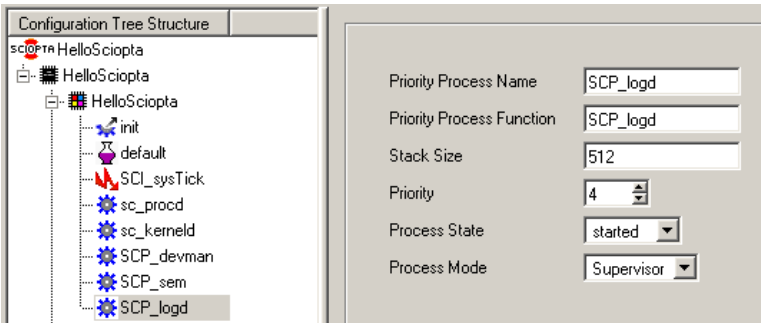 Configuration Tree Structure
SCIOPTA HelloSciopta
HelloSciopta
HelloSciopta
init
default
SCI_sysTick
sc_procd
sc_kerneld
SCP_devman
SCP_sem
SCP_logd
Priority Process Name SCP_logd
Priority Process Function SCP_logd
Stack Size 512
Priority 4
Process State started
Process Mode Supervisor